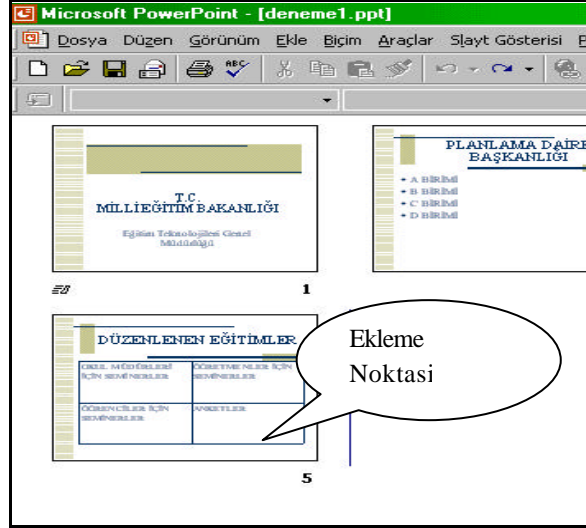 Microsoft PowerPoint - [deneme1.ppt]
Dosya Düzen Görünüm Ekle Biçim Araçlar Slayt Gösterisi
ABC
T.C.
MİLLİEĞİTİM BAKANLIĞI
Eğitim Teknolojileri Genel
Müdürlüğü
1
PLANLAMA DAİRE
BAŞKANLIĞI
• A BİRİMİ
• B BİRİMİ
• C BİRİMİ
• D BİRİMİ
DÜZENLENEN EĞİTİMLER
OKUL MÜDÜRLERİ
İÇİN SEMİNERLER
ÖĞRETMENLER İÇİN
SEMİNERLER
ÖĞRENCİLER İÇİN
SEMİNERLER
ANKETLER
5
Ekleme
Noktasi